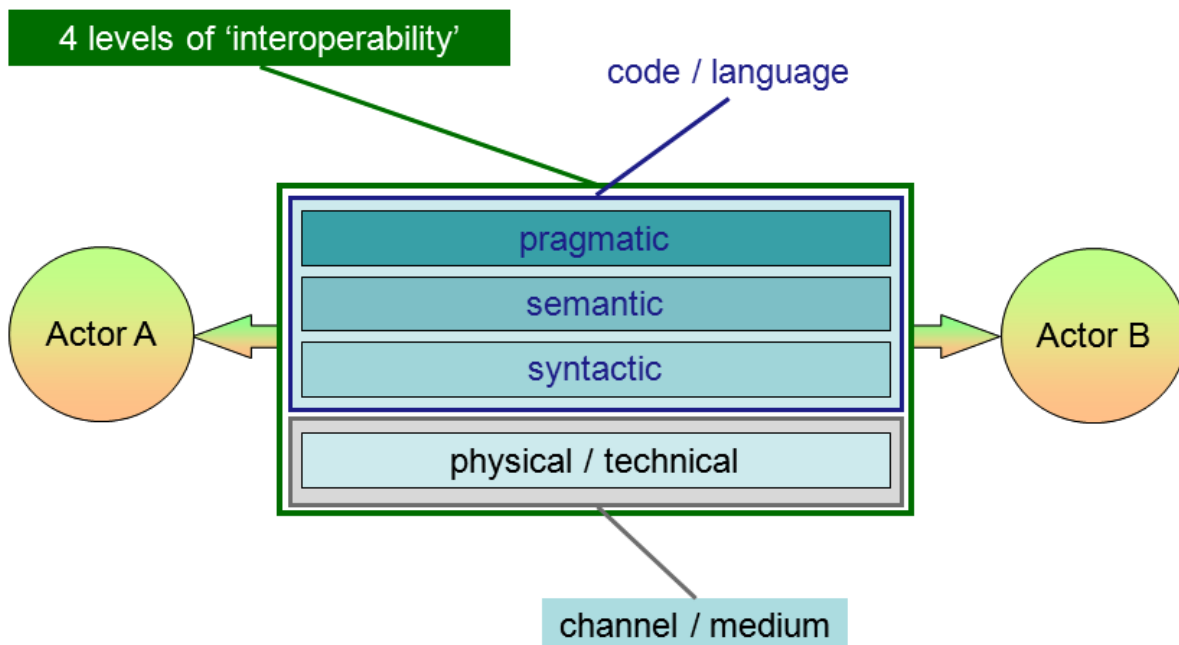 4 levels of ‘interoperability’
code / language
pragmatic
semantic
Actor A
Actor B
syntactic
physical / technical
channel / medium